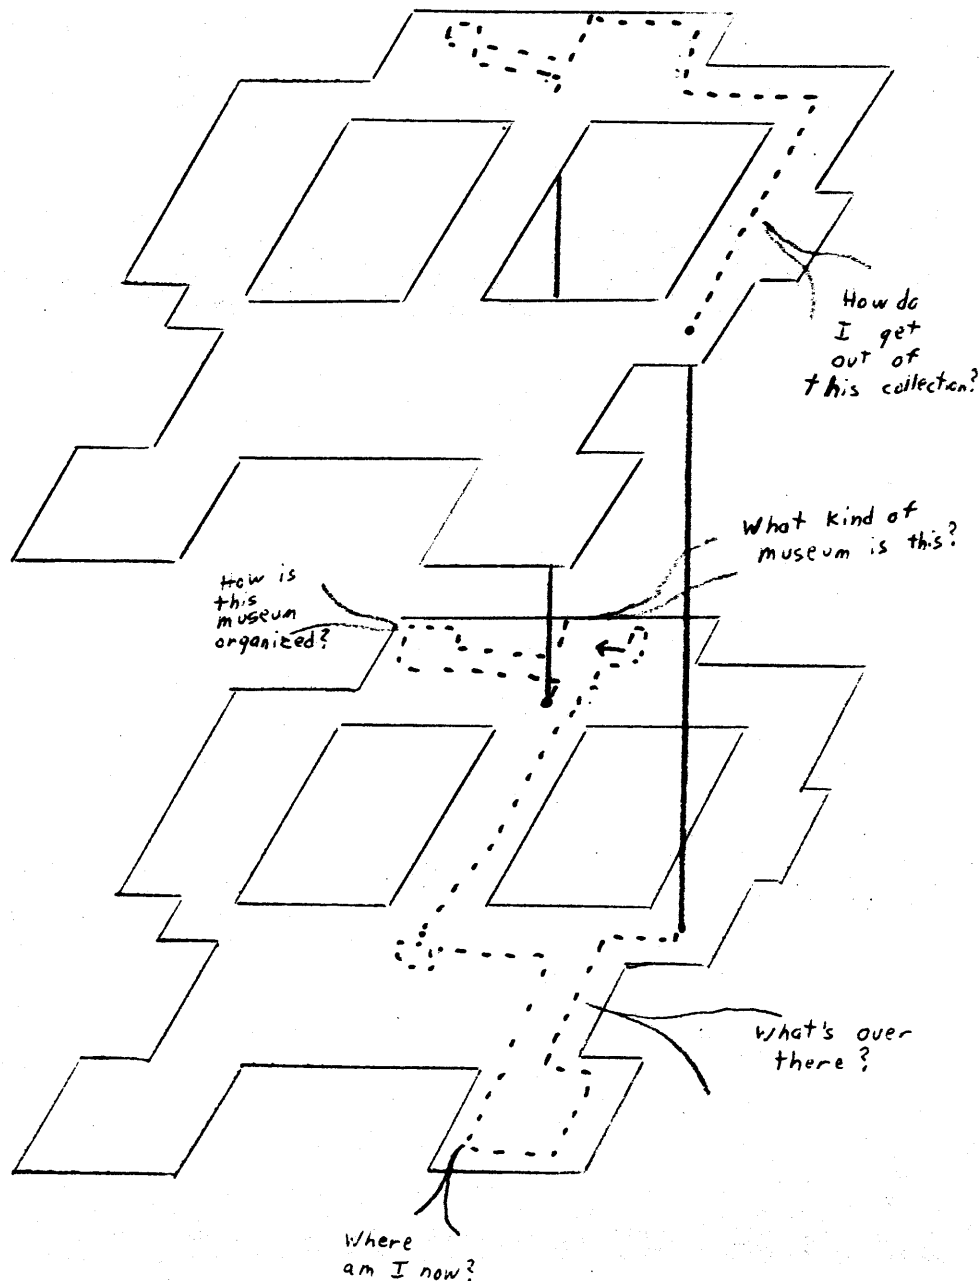 How do
I get
out of
this collection?
What kind of
museum is this?
How is
this
museum
organized?
What's over
there?
Where
am I now?